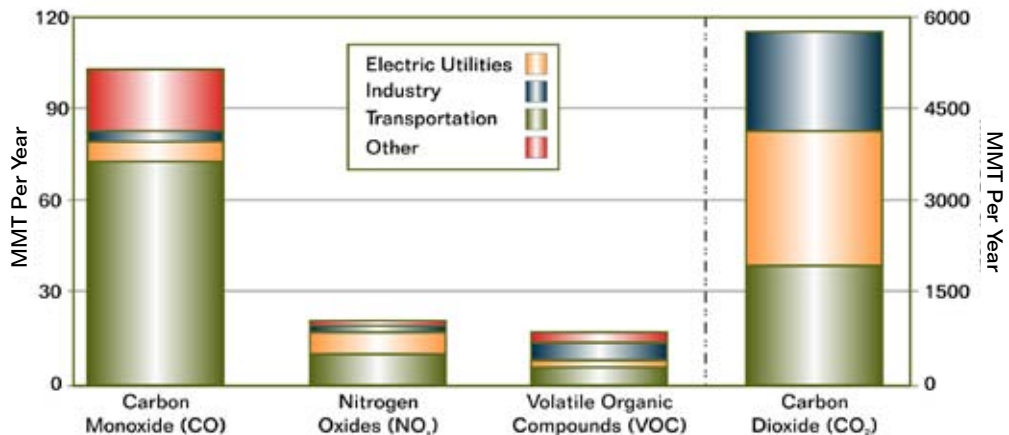 120
90
60
30
0
MMT Per Year
Electric Utilities
Industry
Transportation
Other
6000
4500
3000
1500
0
MMT Per Year
Carbon
Monoxide (CO)
Nitrogen
Oxides (NOₓ)
Volatile Organic
Compounds (VOC)
Carbon
Dioxide (CO₂)